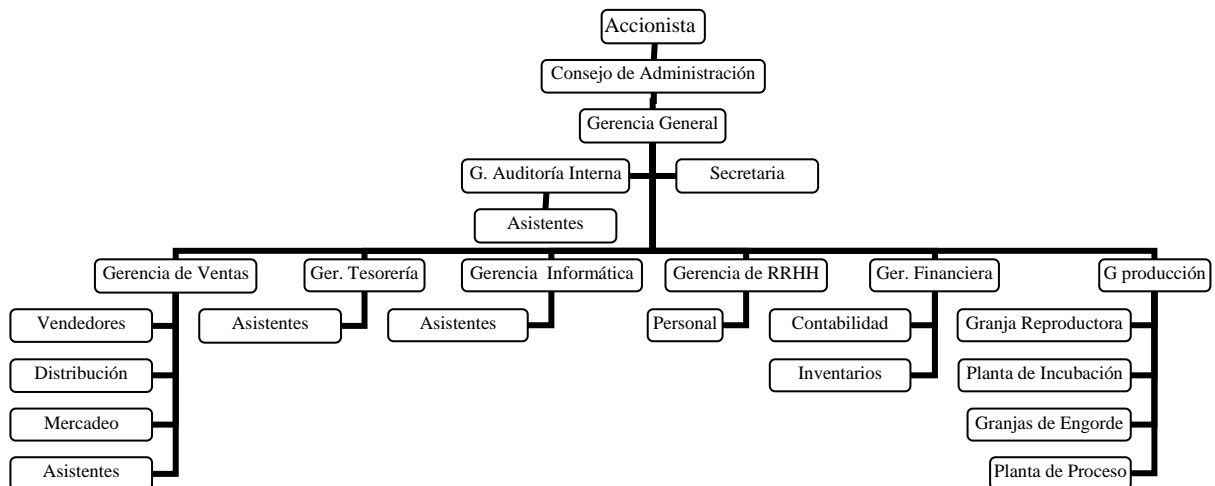 Accionista
Consejo de Administración
Gerencia General
G. Auditoría Interna
Secretaria
Asistentes
Gerencia de Ventas
Ger. Tesorería
Gerencia Informática
Gerencia de RRHH
Ger. Financiera
G producción
Vendedores
Asistentes
Asistentes
Personal
Contabilidad
Granja Reproductora
Distribución
Inventarios
Planta de Incubación
Mercadeo
Granjas de Engorde
Asistentes
Planta de Proceso